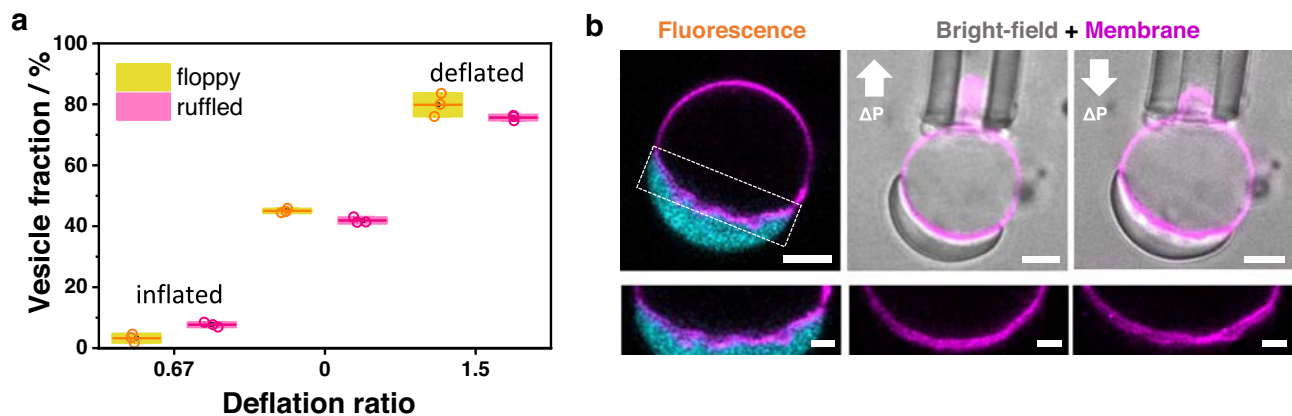 a
Vesicle fraction / %
100
80
60
40
20
0
floppy
ruffled
deflated
inflated
0.67
0
1.5
Deflation ratio
b
Fluorescence
Bright-field + Membrane
ΔP
ΔP